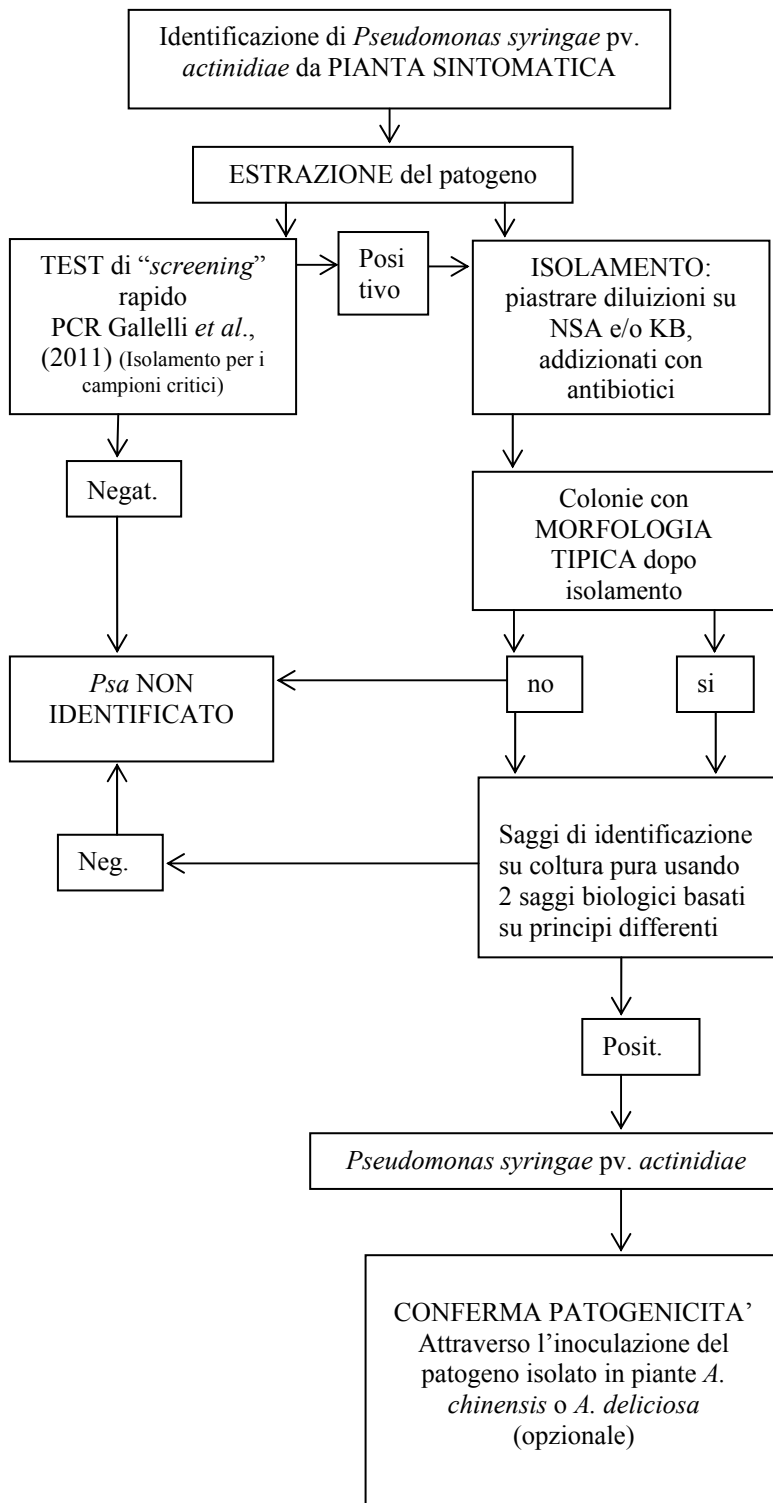 Identificazione di Pseudomonas syringae pv.
actinidiae da PIANTA SINTOMATICA
ESTRAZIONE del patogeno
TEST di “screening”
rapido
PCR Gallelli et al.,
(2011) (Isolamento per i
campioni critici)
Posi
tivo
ISOLAMENTO:
piastrare diluizioni su
NSA e/o KB,
addizionati con
antibiotici
Negat.
Colonie con
MORFOLOGIA
TIPICA dopo
isolamento
Psa NON
IDENTIFICATO
no
si
Neg.
Saggi di identificazione
su coltura pura usando
2 saggi biologici basati
su principi differenti
Posit.
Pseudomonas syringae pv. actinidiae
CONFERMA PATOGENICITA’
Attraverso l’inoculazione del
patogeno isolato in piante A.
chinensis o A. deliciosa
(opzionale)